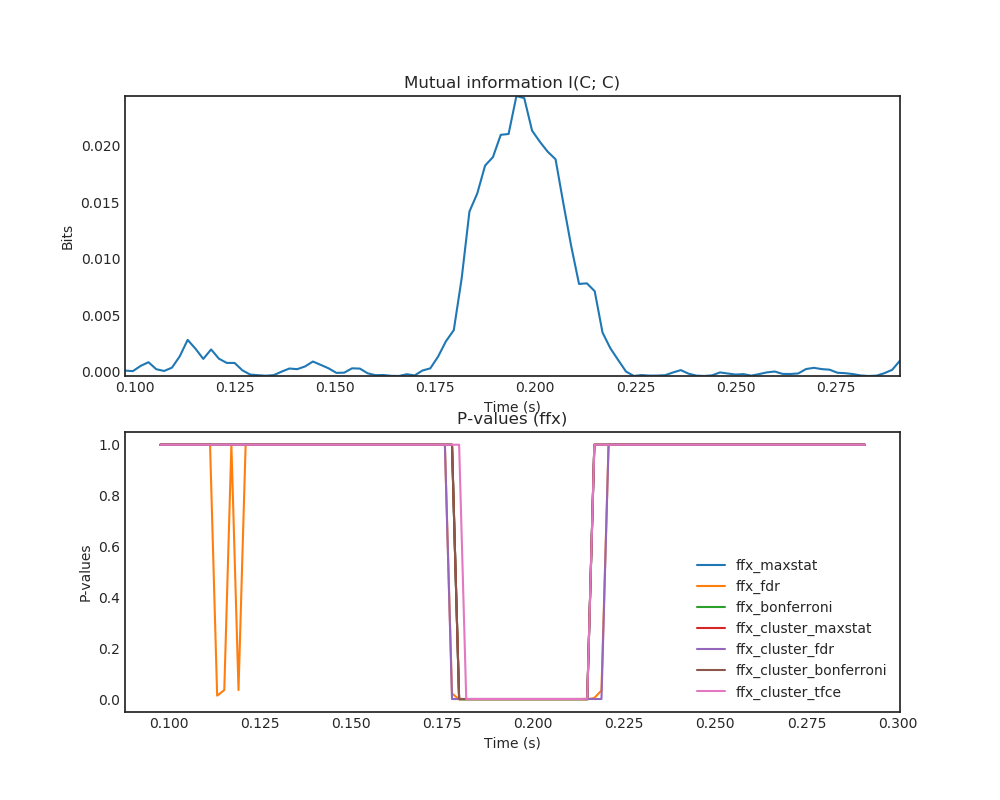 Mutual information I(C; C)
0.020
0.015
0.010
0.005
0.000
Bits
0.100 0.125 0.150 0.175 0.200 0.225 0.250 0.275
Time (s)
P-values (ffx)
1.0
0.8
0.6
0.4
0.2
0.0
P-values
ffx_maxstat
ffx_fdr
ffx_bonferroni
ffx_cluster_maxstat
ffx_cluster_fdr
ffx_cluster_bonferroni
ffx_cluster_tfce
0.100 0.125 0.150 0.175 0.200 0.225 0.250 0.275 0.300
Time (s)